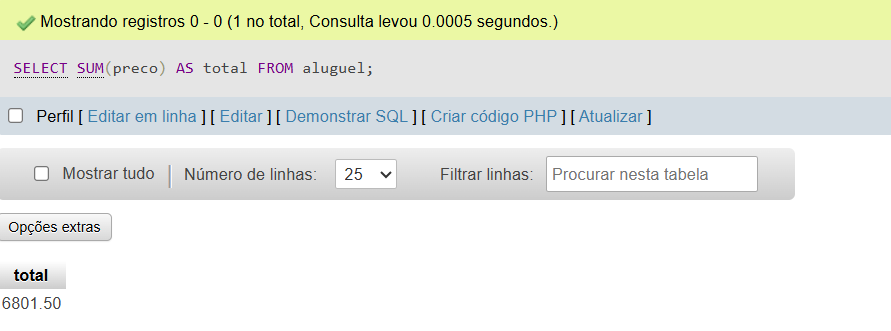 Mostrando registros 0 - 0 (1 no total, Consulta levou 0.0005 segundos.)
SELECT SUM(preco) AS total FROM aluguel;
Perfil [ Editar em linha ] [ Editar ] [ Demonstrar SQL ] [ Criar código PHP ] [ Atualizar ]
Mostrar tudo | Número de linhas: 25 Filtrar linhas: Procurar nesta tabela
Opções extras
total
6801.50